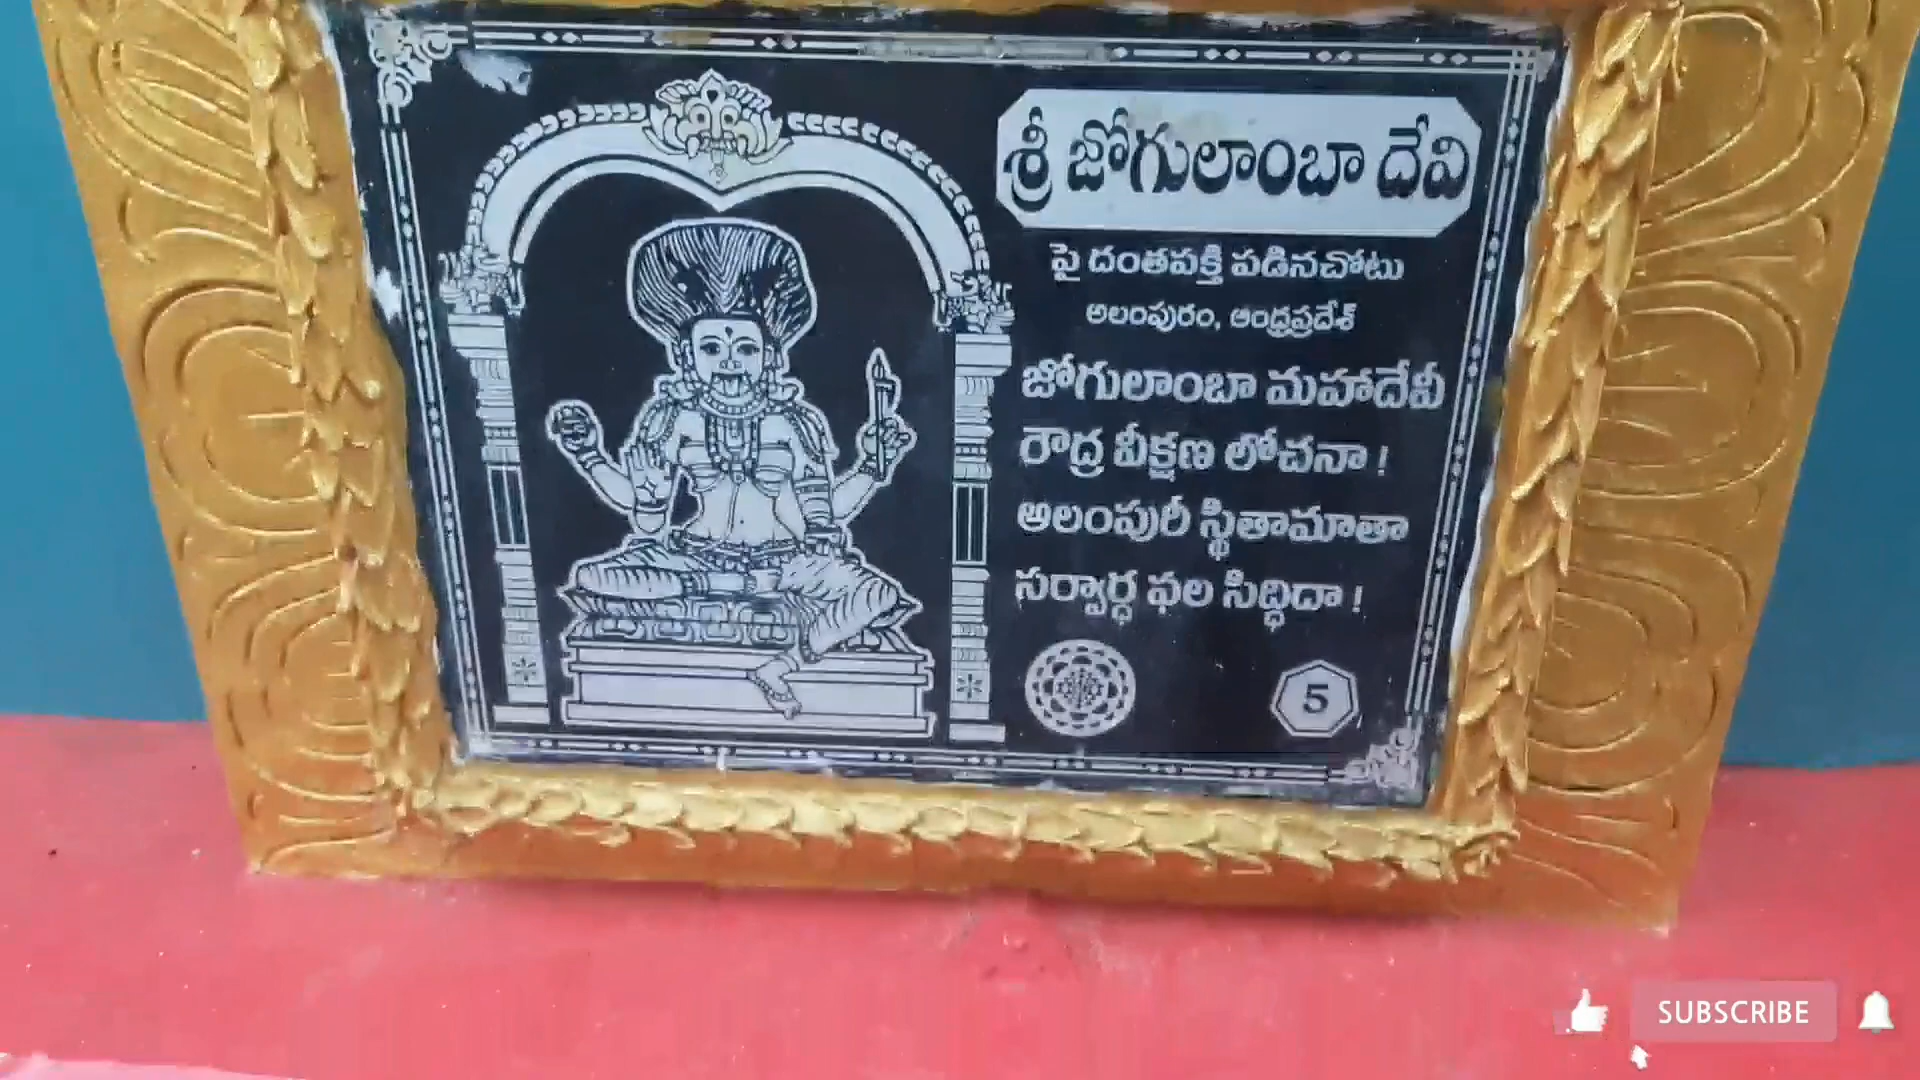 శ్రీ జోగులాంబా దేవి
పై దంతపక్తి పడినచోటు
అలంపురం, ఆంధ్రప్రదేశ్
జోగులాంబా మహాదేవీ
రౌద్ర వీక్షణ లోచనా !
అలంపురీ స్థితామాతా
సర్వార్ధ ఫల సిద్ధిదా !
5
SUBSCRIBE